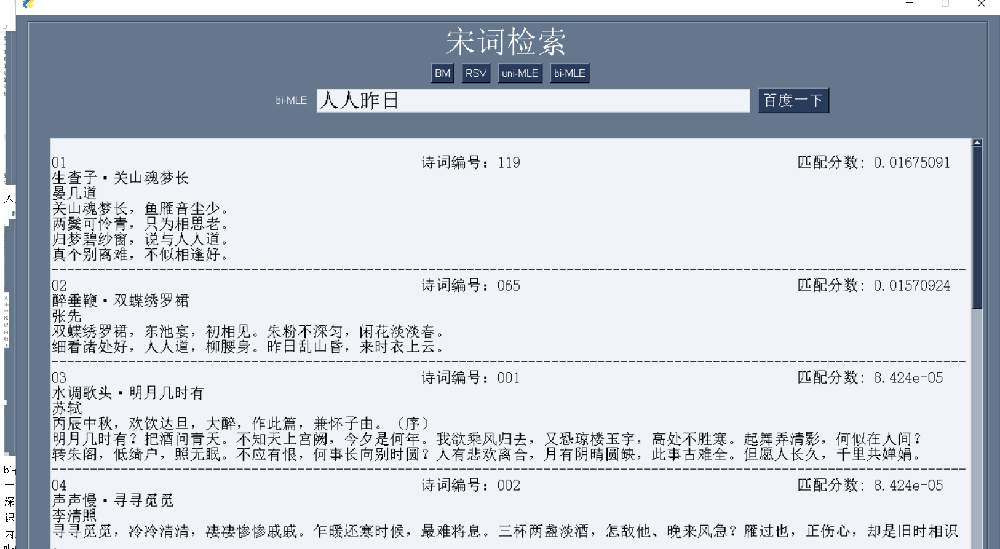 宋词检索
BM RSV uni-MLE bi-MLE
bi-MLE 人人昨日 百度一下
01 诗词编号：119 匹配分数：0.01675091
生查子·关山魂梦长
晏几道
关山魂梦长，鱼雁音尘少。
两鬓可怜青，只为相思老。
归梦碧纱窗，说与人人道。
真个别离难，不似相逢好。
02 诗词编号：065 匹配分数：0.01570924
醉垂鞭·双蝶绣罗裙
张先
双蝶绣罗裙，东池宴，初相见。朱粉不深匀，闲花淡淡春。
细看诸处好，人人道，柳腰身。昨日乱山昏，来时衣上云。
03 诗词编号：001 匹配分数：8.424e-05
水调歌头·明月几时有
苏轼
丙辰中秋，欢饮达旦，大醉，作此篇，兼怀子由。（序）
明月几时有？把酒问青天。不知天上宫阙，今夕是何年。我欲乘风归去，又恐琼楼玉宇，高处不胜寒。起舞弄清影，何似在人间？
转朱阁，低绮户，照无眠。不应有恨，何事长向别时圆？人有悲欢离合，月有阴晴圆缺，此事古难全。但愿人长久，千里共婵娟。
04 诗词编号：002 匹配分数：8.424e-05
声声慢·寻寻觅觅
李清照
寻寻觅觅，冷冷清清，凄凄惨惨戚戚。乍暖还寒时候，最难将息。三杯两盏淡酒，怎敌他、晚来风急？雁过也，正伤心，却是旧时相识
人
bi-
一
深
识
丙